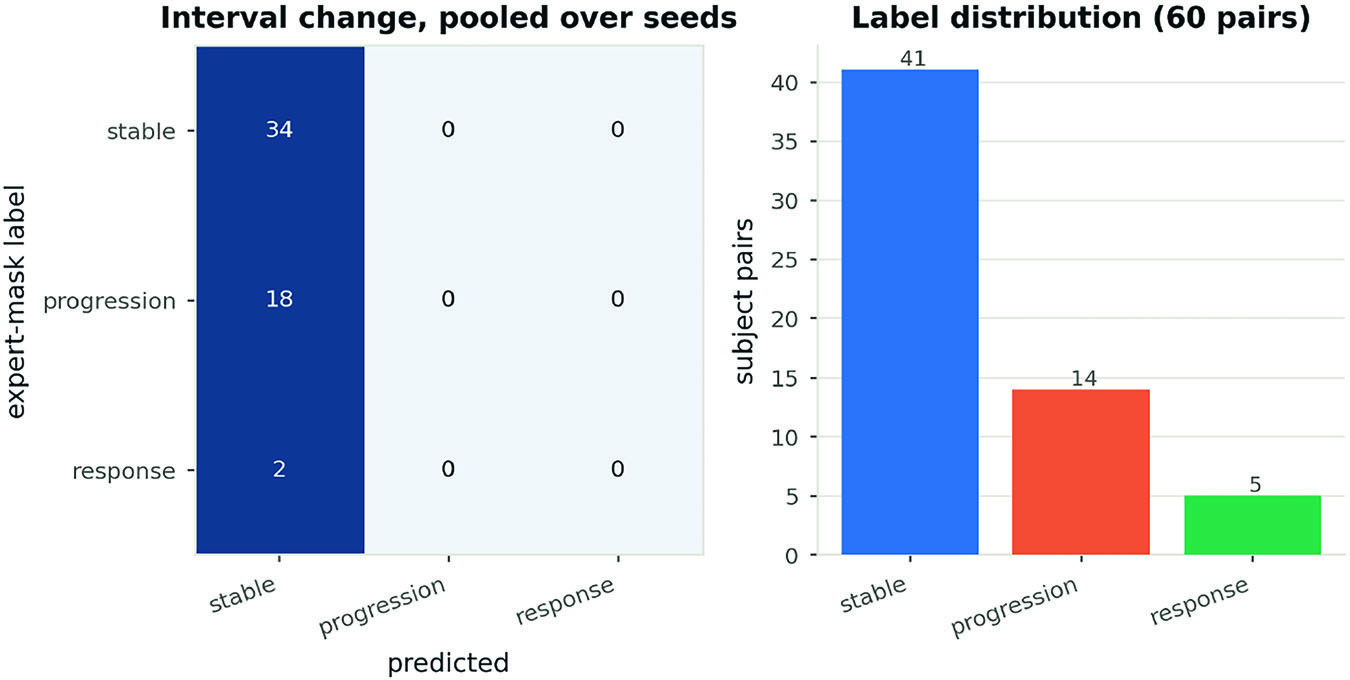 Interval change, pooled over seeds
expert-mask label
stable
34
0
0
progression
18
0
0
response
2
0
0
stable
progression
response
predicted
Label distribution (60 pairs)
subject pairs
40
35
30
25
20
15
10
5
0
41
14
5
stable
progression
response